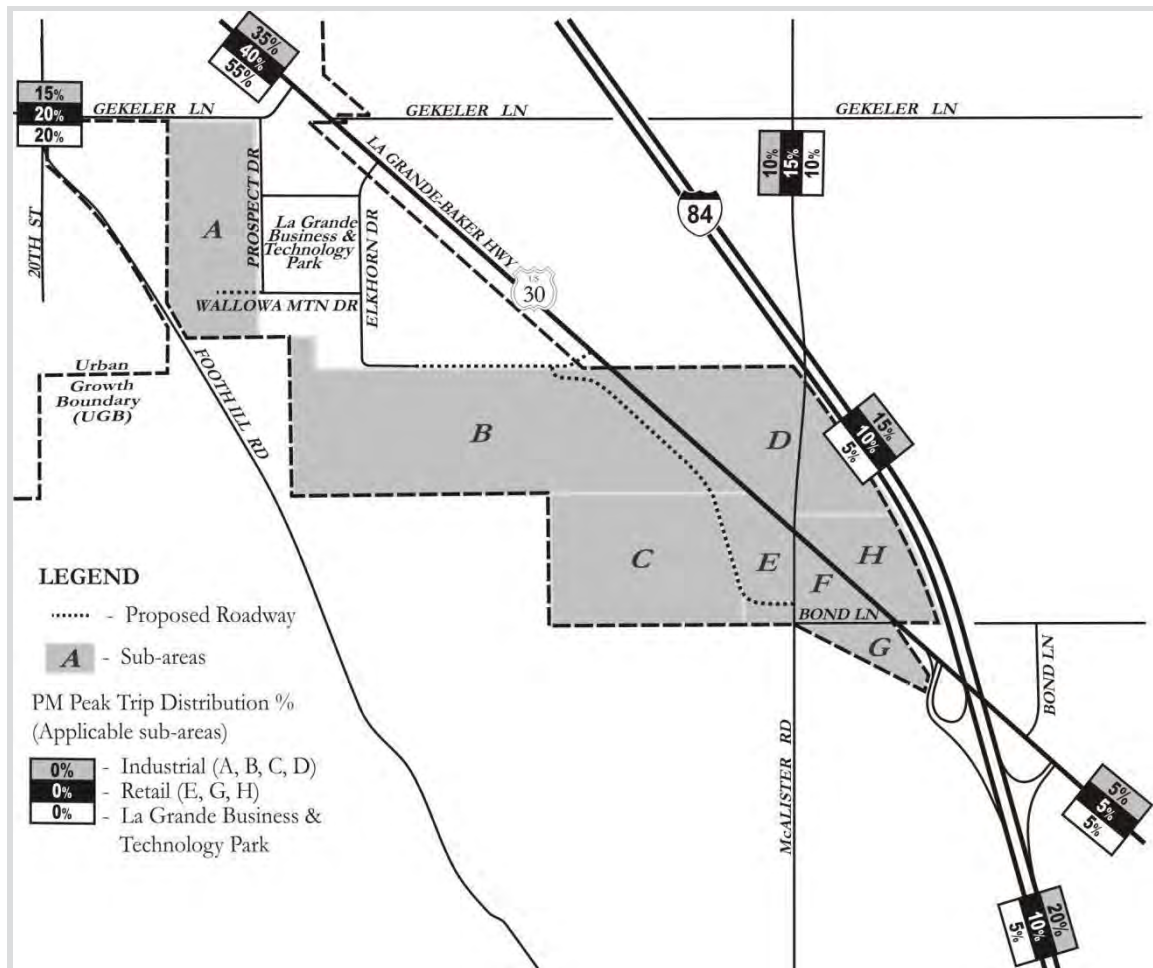 35%
40%
55%
15%
20%
20%
GEKELER LN
GEKELER LN
GEKELER LN
10%
15%
10%
20TH ST
A
PROSPECT DR
La Grande
Business &
Technology
Park
ELKHORN DR
LA GRANDE-BAKER HWY
84
US
30
WALLOWA MTN DR
Urban
Growth
Boundary
(UGB)
FOOTHILL RD
B
D
15%
10%
5%
C
E
F
H
BOND LN
G
BOND LN
McALISTER RD
LEGEND
- Proposed Roadway
A - Sub-areas
PM Peak Trip Distribution %
(Applicable sub-areas)
0% - Industrial (A, B, C, D)
0% - Retail (E, G, H)
0% - La Grande Business &
Technology Park
5%
5%
5%
5%
10%
20%